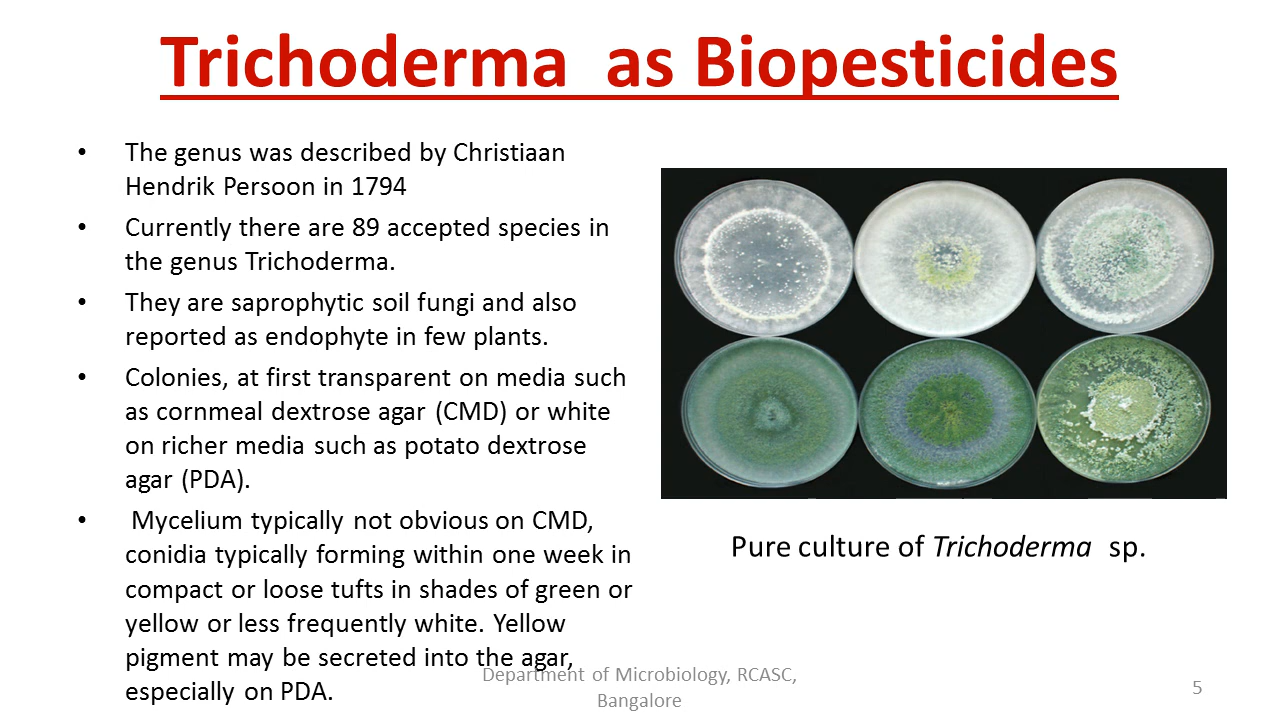 Trichoderma as Biopesticides
• The genus was described by Christiaan
Hendrik Persoon in 1794
• Currently there are 89 accepted species in
the genus Trichoderma.
• They are saprophytic soil fungi and also
reported as endophyte in few plants.
• Colonies, at first transparent on media such
as cornmeal dextrose agar (CMD) or white
on richer media such as potato dextrose
agar (PDA).
• Mycelium typically not obvious on CMD,
conidia typically forming within one week in
compact or loose tufts in shades of green or
yellow or less frequently white. Yellow
pigment may be secreted into the agar,
especially on PDA.
Pure culture of Trichoderma sp.
Department of Microbiology, RCASC,
Bangalore
5